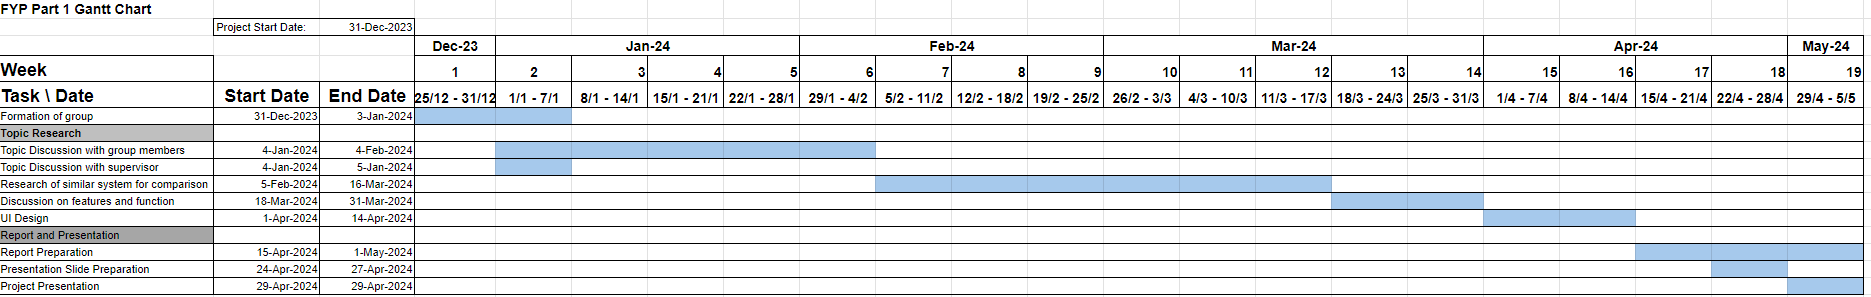 FYP Part 1 Gantt Chart
Project Start Date: 31-Dec-2023
Dec-23 Jan-24 Feb-24 Mar-24 Apr-24 May-24
Week 1 2 3 4 5 6 7 8 9 10 11 12 13 14 15 16 17 18 19
Task \ Date Start Date End Date 25/12 - 31/12 1/1 - 7/1 8/1 - 14/1 15/1 - 21/1 22/1 - 28/1 29/1 - 4/2 5/2 - 11/2 12/2 - 18/2 19/2 - 25/2 26/2 - 3/3 4/3 - 10/3 11/3 - 17/3 18/3 - 24/3 25/3 - 31/3 1/4 - 7/4 8/4 - 14/4 15/4 - 21/4 22/4 - 28/4 29/4 - 5/5
Formation of group 31-Dec-2023 3-Jan-2024
Topic Research
Topic Discussion with group members 4-Jan-2024 4-Feb-2024
Topic Discussion with supervisor 4-Jan-2024 5-Jan-2024
Research of similar system for comparison 5-Feb-2024 16-Mar-2024
Discussion on features and function 18-Mar-2024 31-Mar-2024
UI Design 1-Apr-2024 14-Apr-2024
Report and Presentation
Report Preparation 15-Apr-2024 1-May-2024
Presentation Slide Preparation 24-Apr-2024 27-Apr-2024
Project Presentation 29-Apr-2024 29-Apr-2024